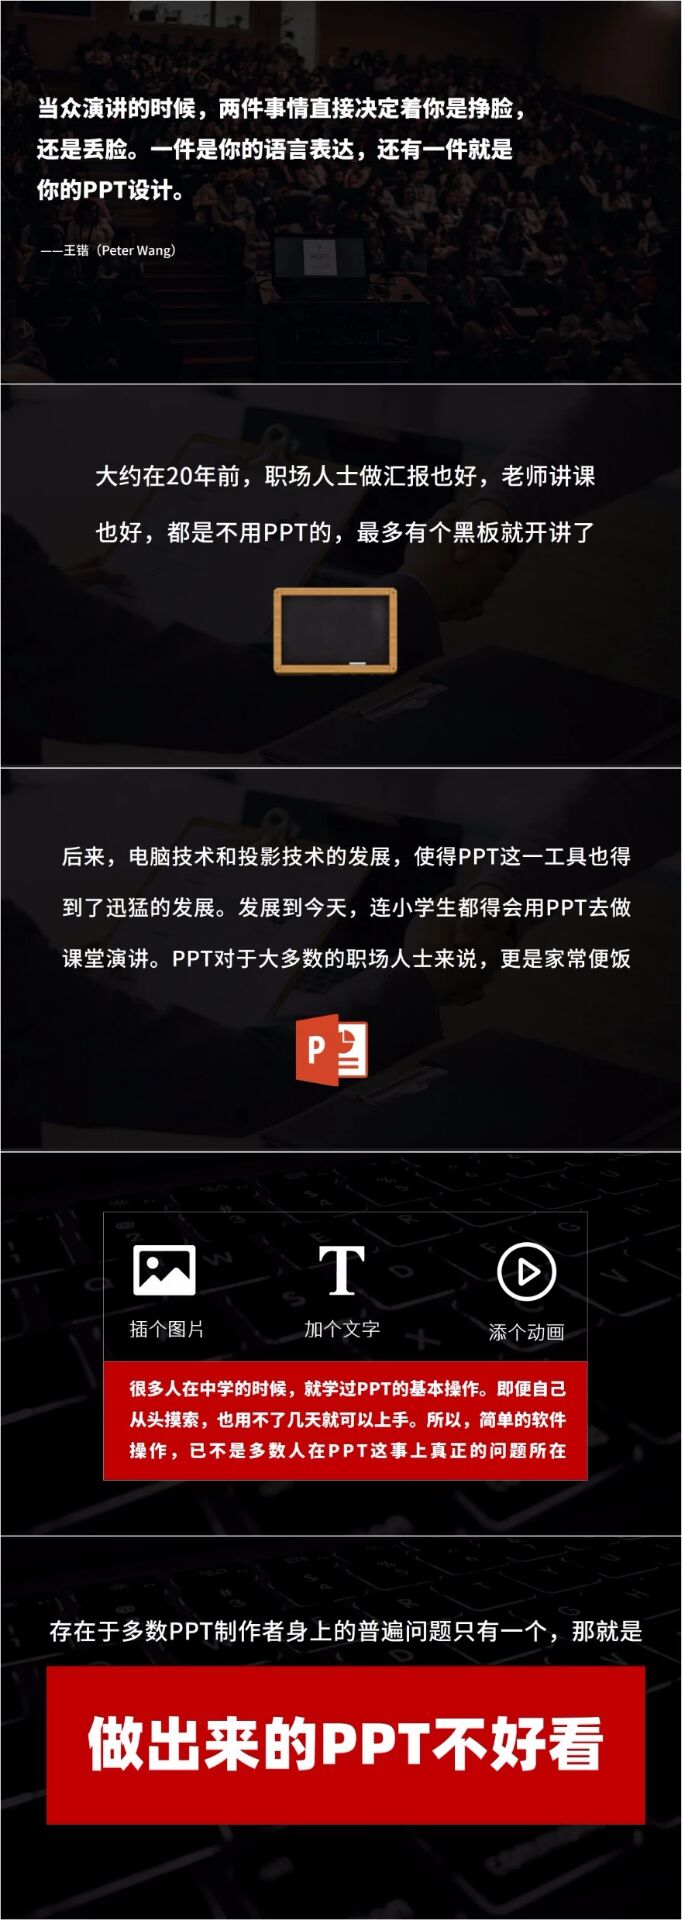 当众演讲的时候，两件事情直接决定着你是挣脸，
还是丢脸。一件是你的语言表达，还有一件就是
你的PPT设计。
——王锴（Peter Wang）
大约在20年前，职场人士做汇报也好，老师讲课
也好，都是不用PPT的，最多有个黑板就开讲了
后来，电脑技术和投影技术的发展，使得PPT这一工具也得
到了迅猛的发展。发展到今天，连小学生都得会用PPT去做
课堂演讲。PPT对于大多数的职场人士来说，更是家常便饭
P
插个图片
加个文字
添个动画
很多人在中学的时候，就学过PPT的基本操作。即便自己
从头摸索，也用不了几天就可以上手。所以，简单的软件
操作，已不是多数人在PPT这事上真正的问题所在
存在于多数PPT制作者身上的普遍问题只有一个，那就是
做出来的PPT不好看